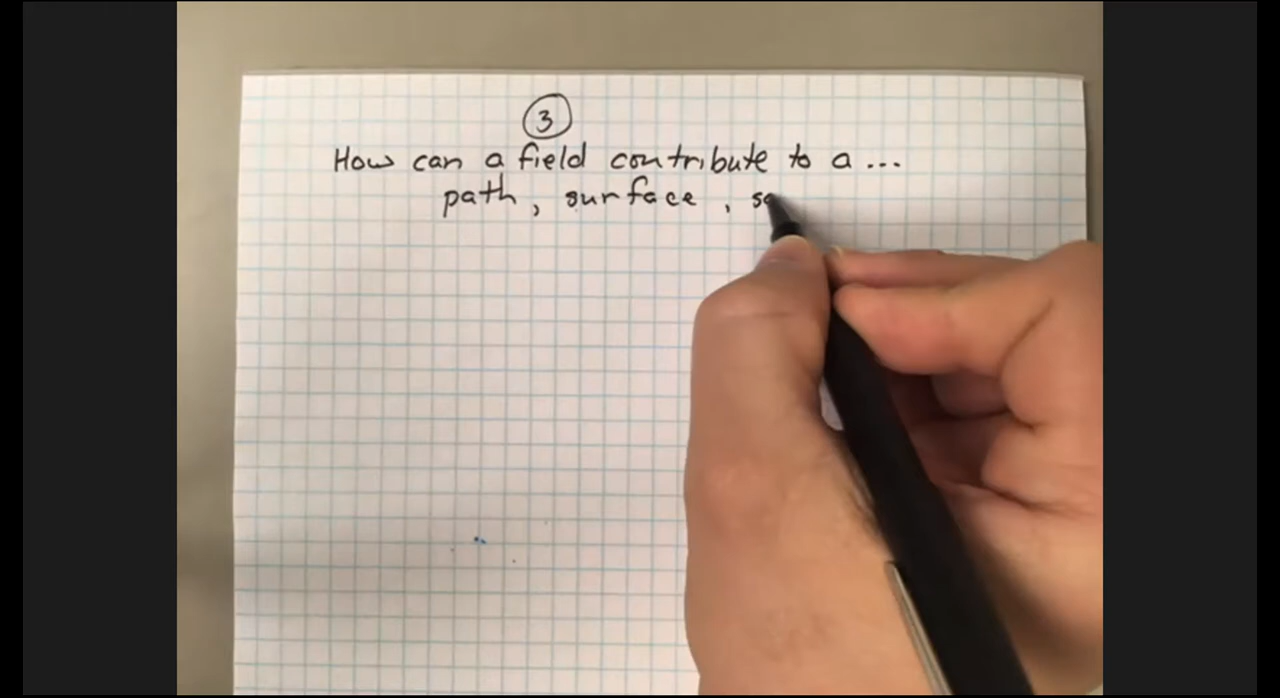 3
How can a field contribute to a ...
path, surface,